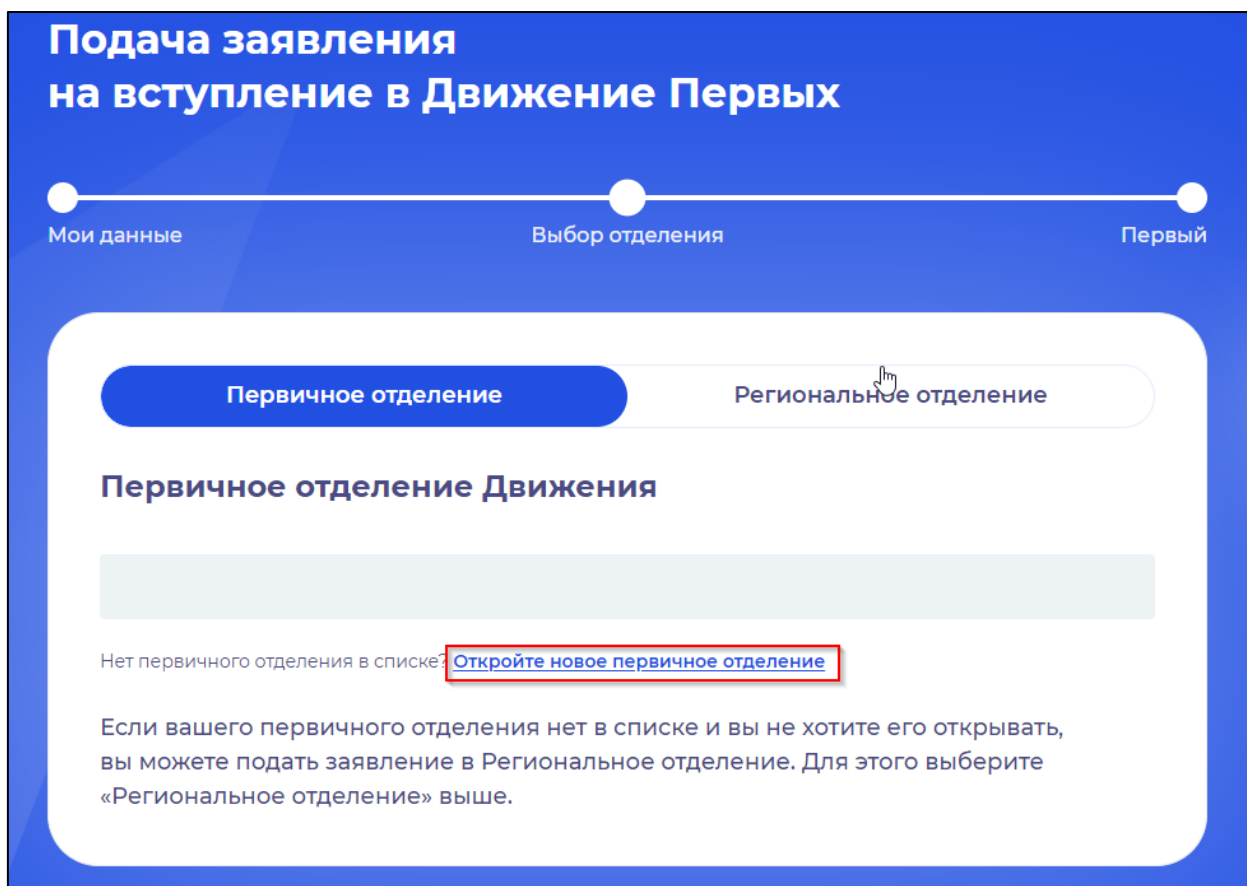 Подача заявления
на вступление в Движение Первых
Мои данные
Выбор отделения
Первый
Первичное отделение
Региональное отделение
Первичное отделение Движения
Нет первичного отделения в списке? Откройте новое первичное отделение
Если вашего первичного отделения нет в списке и вы не хотите его открывать,
вы можете подать заявление в Региональное отделение. Для этого выберите
«Региональное отделение» выше.